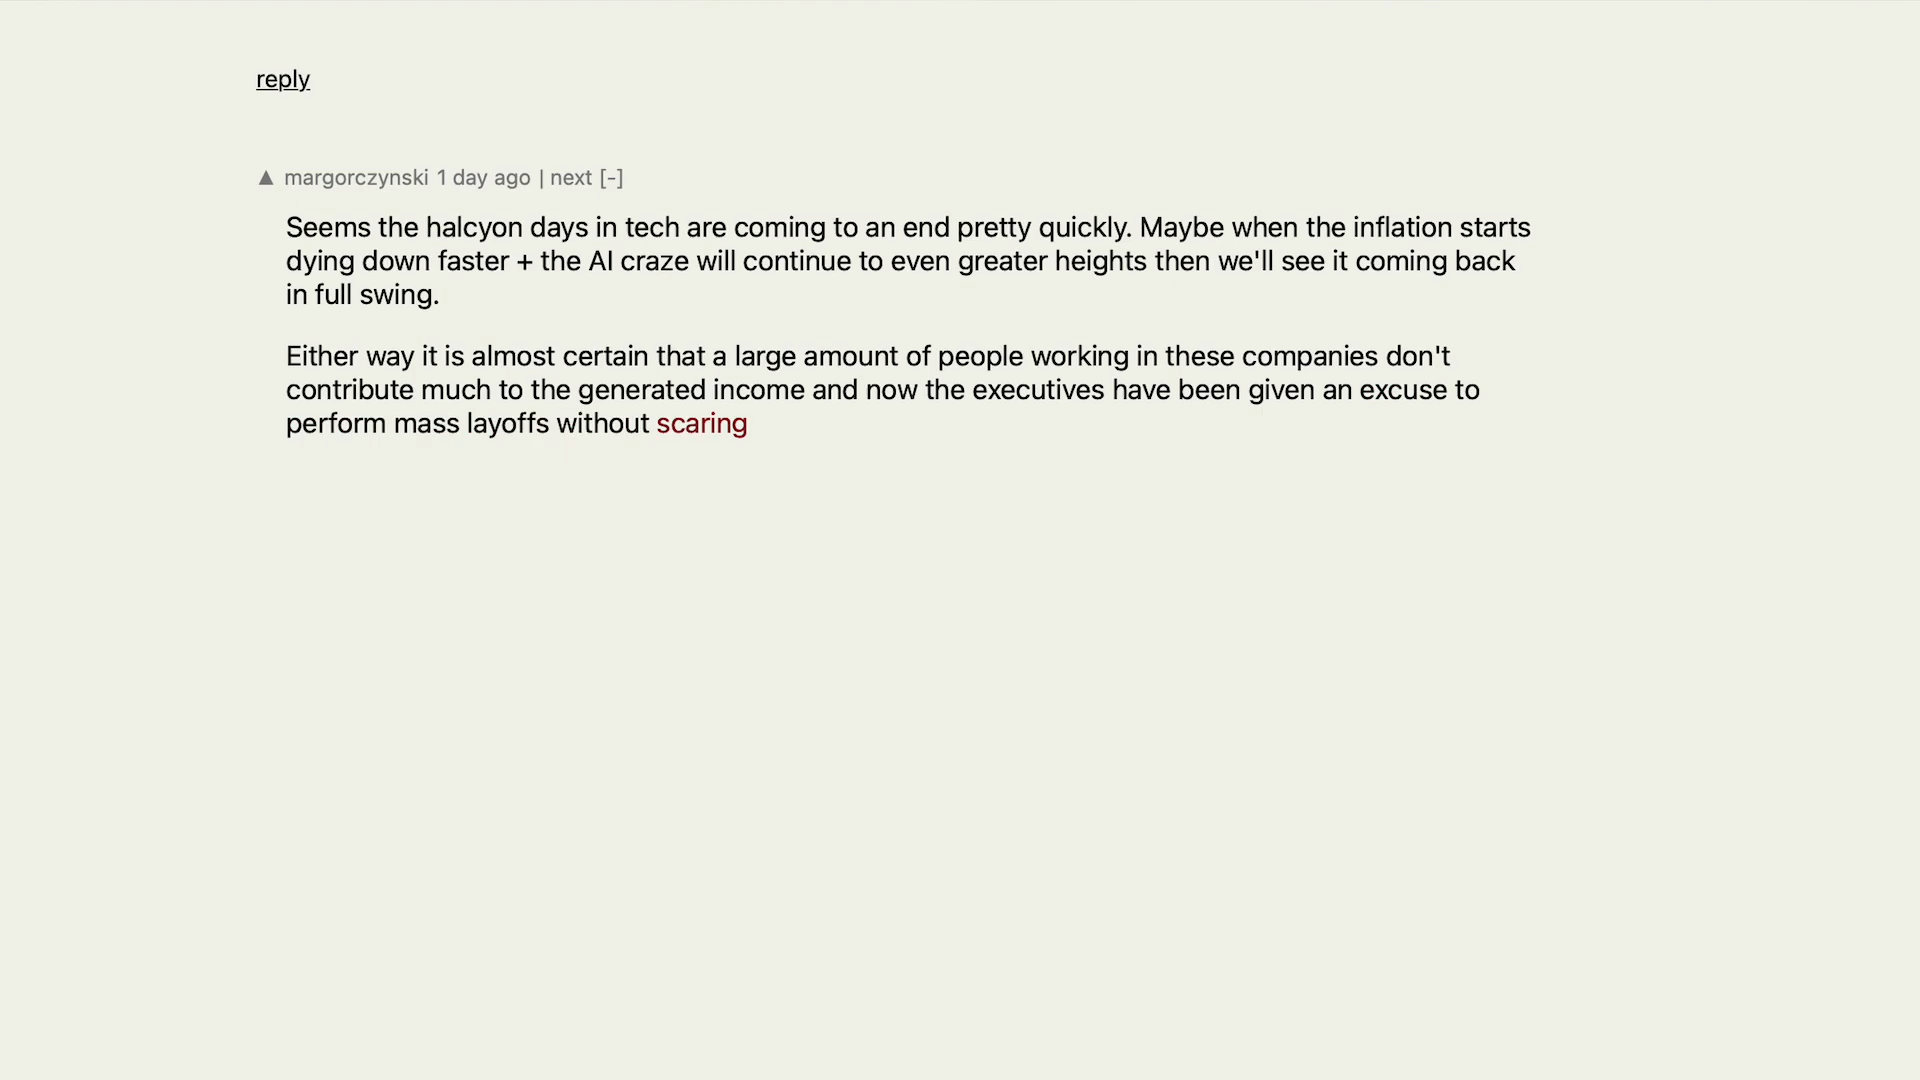 reply
▲ margorczynski 1 day ago | next [-]
Seems the halcyon days in tech are coming to an end pretty quickly. Maybe when the inflation starts
dying down faster + the AI craze will continue to even greater heights then we'll see it coming back
in full swing.
Either way it is almost certain that a large amount of people working in these companies don't
contribute much to the generated income and now the executives have been given an excuse to
perform mass layoffs without scaring